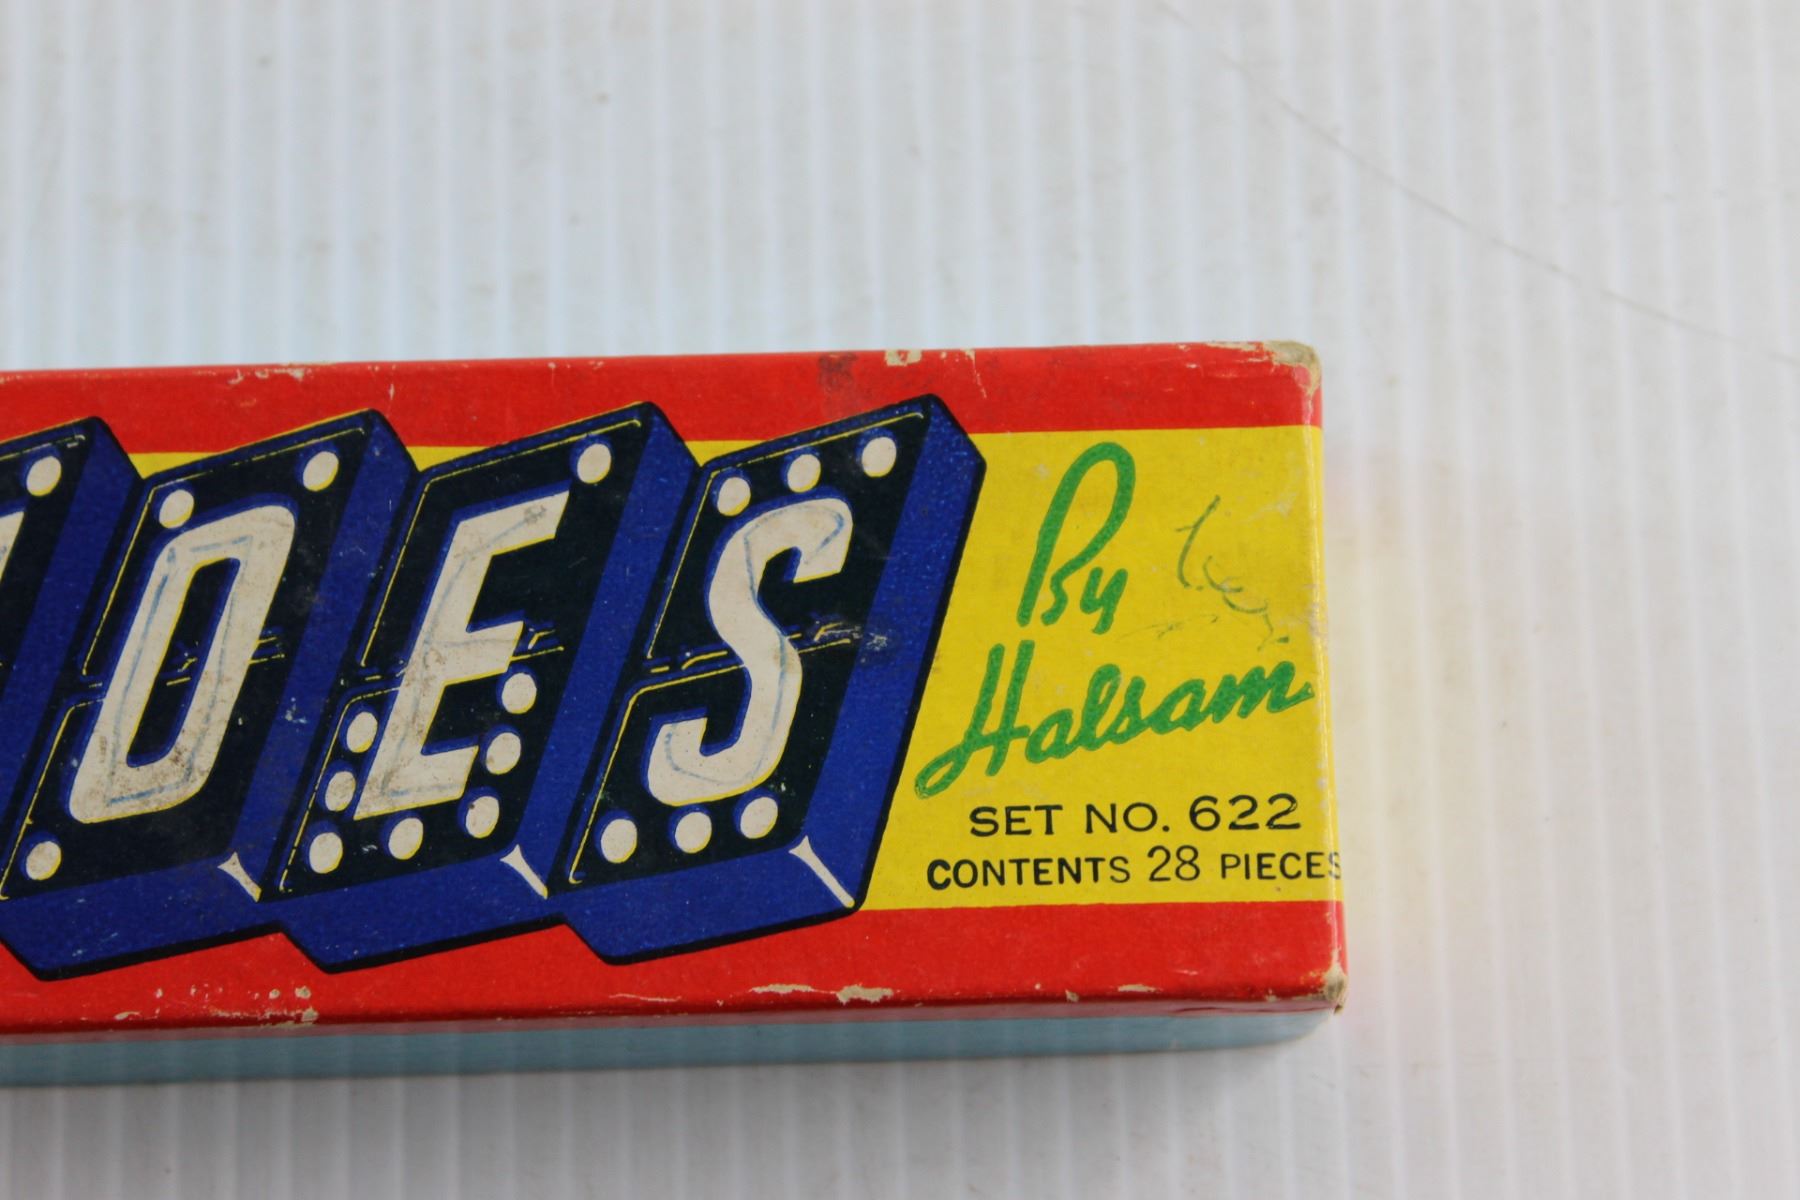 OES
By
Halsam
SET NO. 622
CONTENTS 28 PIECES